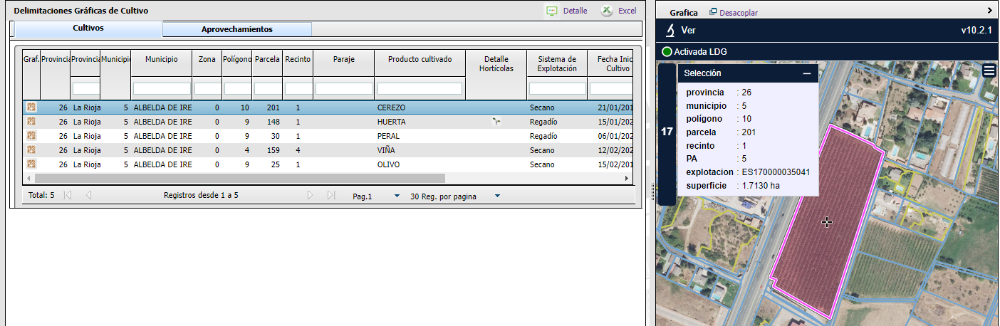 Delimitaciones Gráficas de Cultivo
Detalle
Excel
Cultivos
Aprovechamientos
Graf. Provincia Provincia Municipio Municipio Zona Polígono Parcela Recinto Paraje Producto cultivado Detalle Hortícolas Sistema de Explotación Fecha Inic Cultivo
26 La Rioja 5 ALBELDA DE IRE 0 10 201 1 CEREZO Secano 21/01/201
26 La Rioja 5 ALBELDA DE IRE 0 9 148 1 HUERTA Regadío 15/01/202
26 La Rioja 5 ALBELDA DE IRE 0 9 30 1 PERAL Regadío 06/01/202
26 La Rioja 5 ALBELDA DE IRE 0 4 159 4 VIÑA Secano 12/02/202
26 La Rioja 5 ALBELDA DE IRE 0 9 25 1 OLIVO Secano 15/02/201
Total: 5 Registros desde 1 a 5 Pag.1 30 Reg. por pagina
Grafica Desacoplar
Ver v10.2.1
Activada LDG
17
Selección
provincia : 26
municipio : 5
polígono : 10
parcela : 201
recinto : 1
PA : 5
explotacion : ES170000035041
superficie : 1.7130 ha